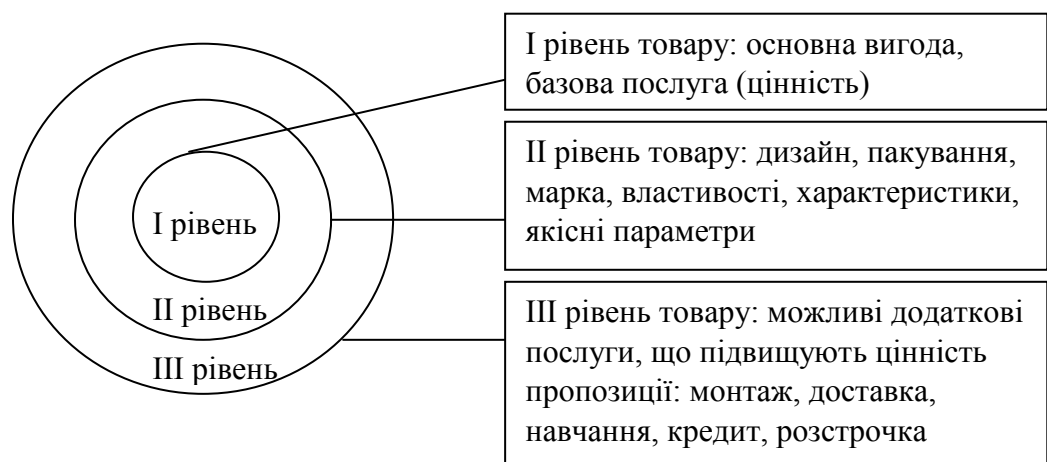 І рівень товару: основна вигода,
базова послуга (цінність)
ІІ рівень товару: дизайн, пакування,
марка, властивості, характеристики,
якісні параметри
ІІІ рівень товару: можливі додаткові
послуги, що підвищують цінність
пропозиції: монтаж, доставка,
навчання, кредит, розстрочка
І рівень
ІІ рівень
ІІІ рівень